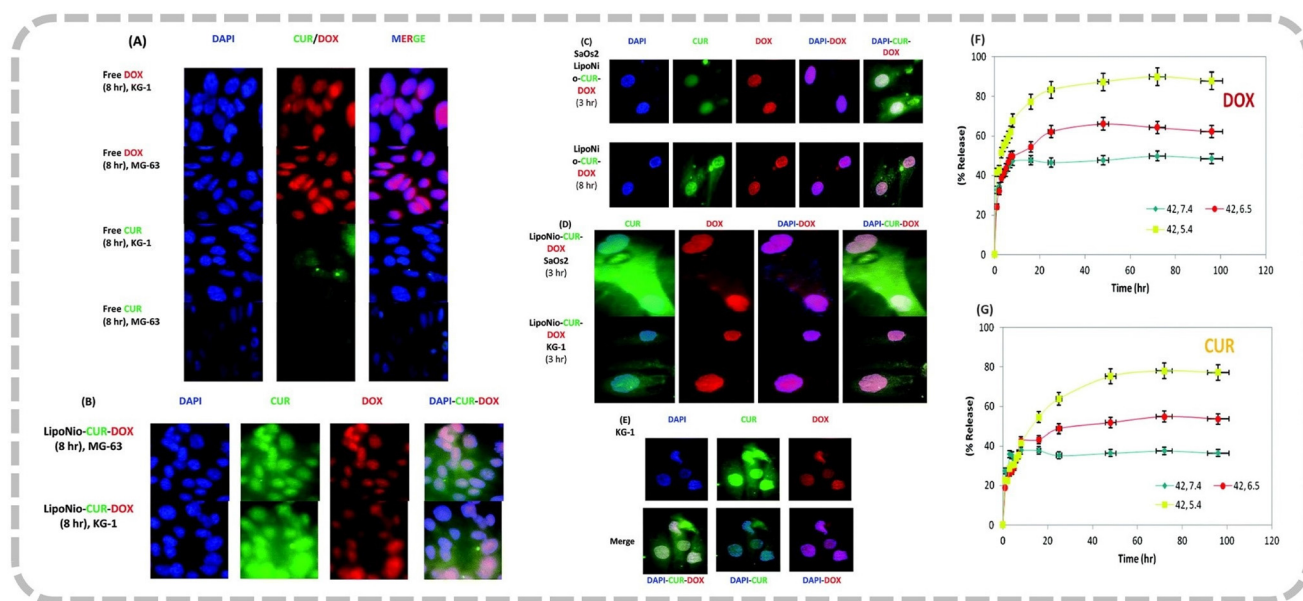 (A)
DAPI CUR/DOX MERGE
Free DOX
(8 hr), KG-1
Free DOX
(8 hr), MG-63
Free CUR
(8 hr), KG-1
Free CUR
(8 hr), MG-63
(B)
DAPI CUR DOX DAPI-CUR-DOX
LipoNio-CUR-DOX
(8 hr), MG-63
LipoNio-CUR-DOX
(8 hr), KG-1
(C)
DAPI CUR DOX DAPI-DOX DAPI-CUR-
DOX
SaOs2
LipoNi
o-CUR-
DOX
(3 hr)
LipoNi
o-CUR-
DOX
(8 hr)
(D)
CUR DOX DAPI-DOX DAPI-CUR-DOX
LipoNio-CUR-
DOX
SaOs2
(3 hr)
LipoNio-CUR-
DOX
KG-1
(3 hr)
(E)
KG-1
DAPI CUR DOX
Merge
DAPI-CUR-DOX DAPI-CUR DAPI-DOX
(F)
DOX
(% Release)
100
80
60
40
20
0
0 20 40 60 80 100 120
Time (hr)
42,7.4 42,6.5
42,5.4
(G)
CUR
(% Release)
100
80
60
40
20
0
0 20 40 60 80 100 120
Time (hr)
42,7.4 42,6.5
42,5.4